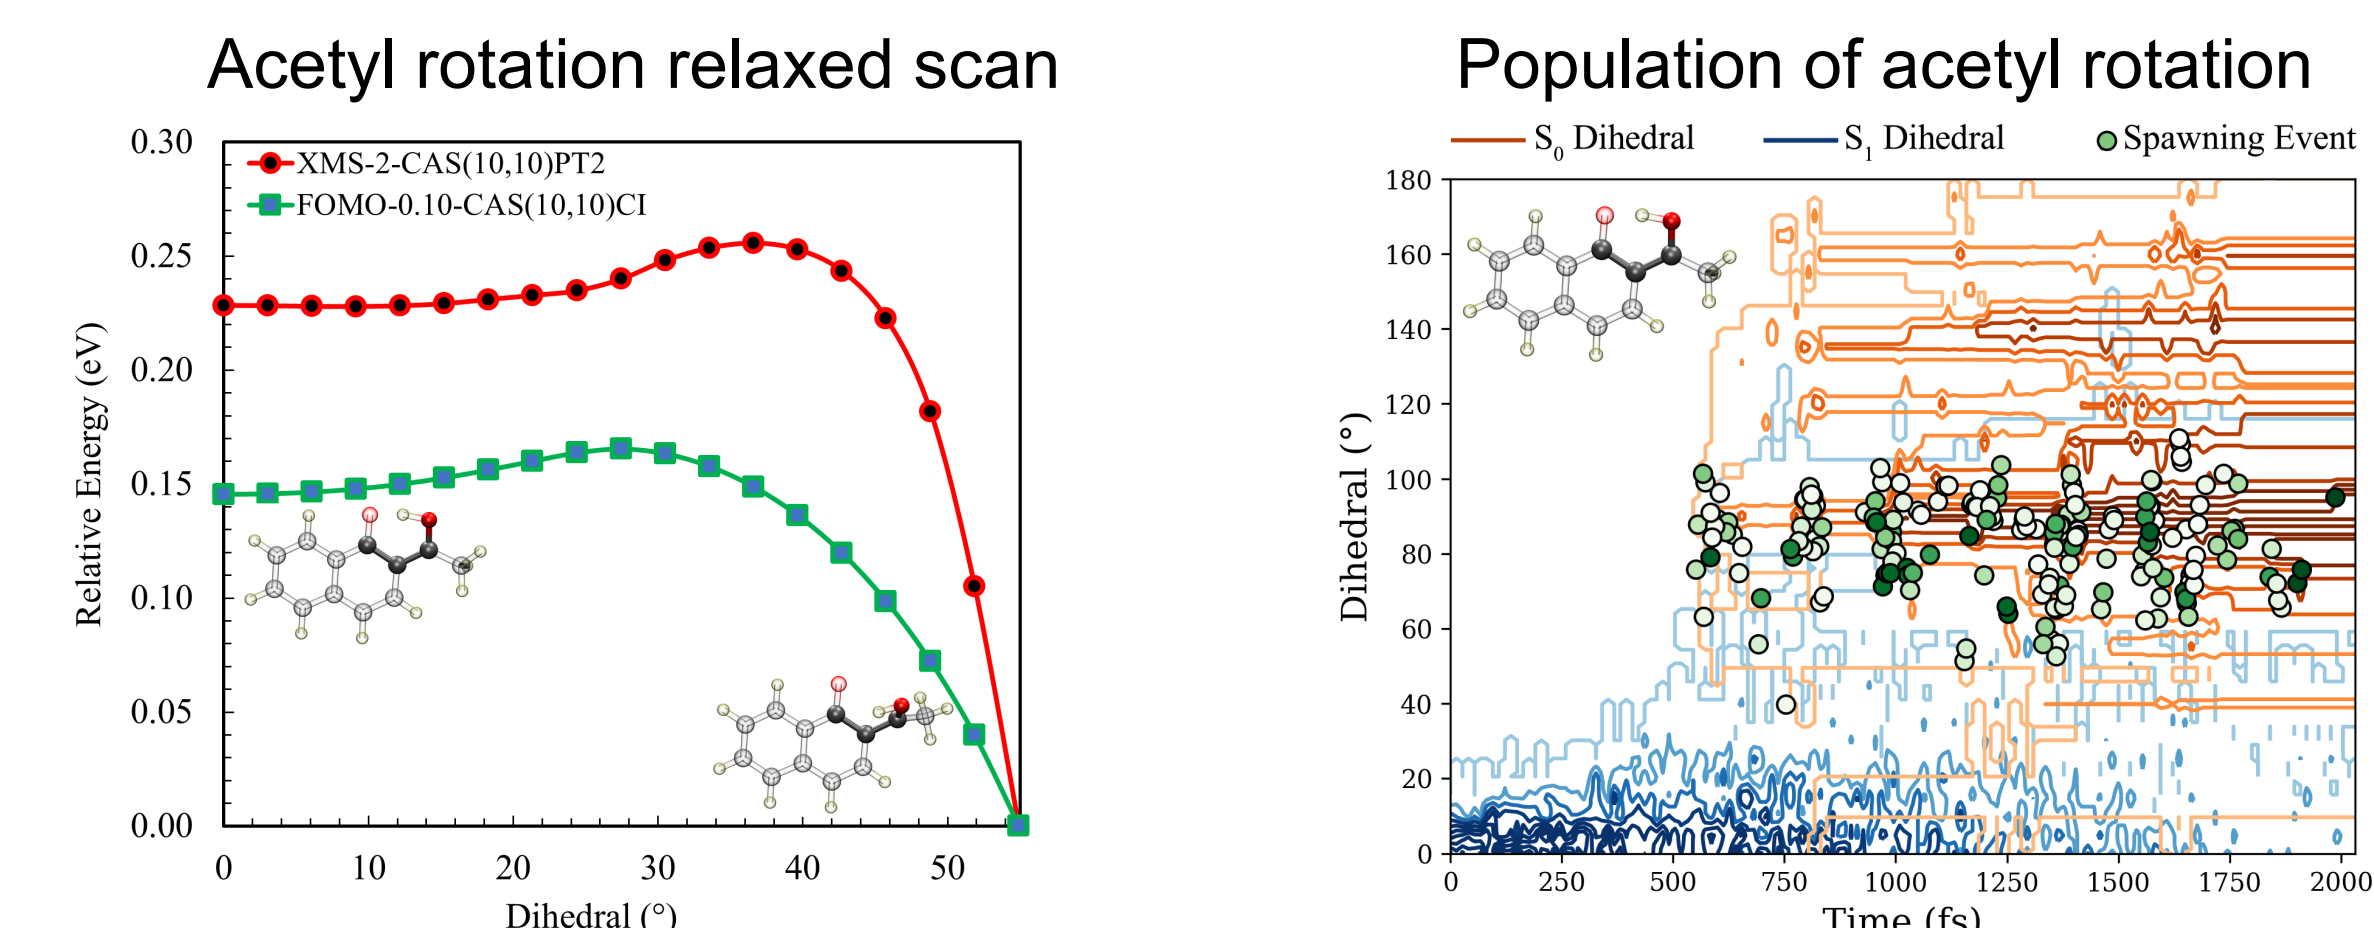 Acetyl rotation relaxed scan
Population of acetyl rotation
XMS-2-CAS(10,10)PT2
FOMO-0.10-CAS(10,10)CI
0.30
0.25
0.20
0.15
0.10
0.05
0.00
Relative Energy (eV)
0 10 20 30 40 50
Dihedral (°)
S0 Dihedral S1 Dihedral Spawning Event
180
160
140
120
100
80
60
40
20
0
Dihedral (°)
0 250 500 750 1000 1250 1500 1750 2000
Time (fs)